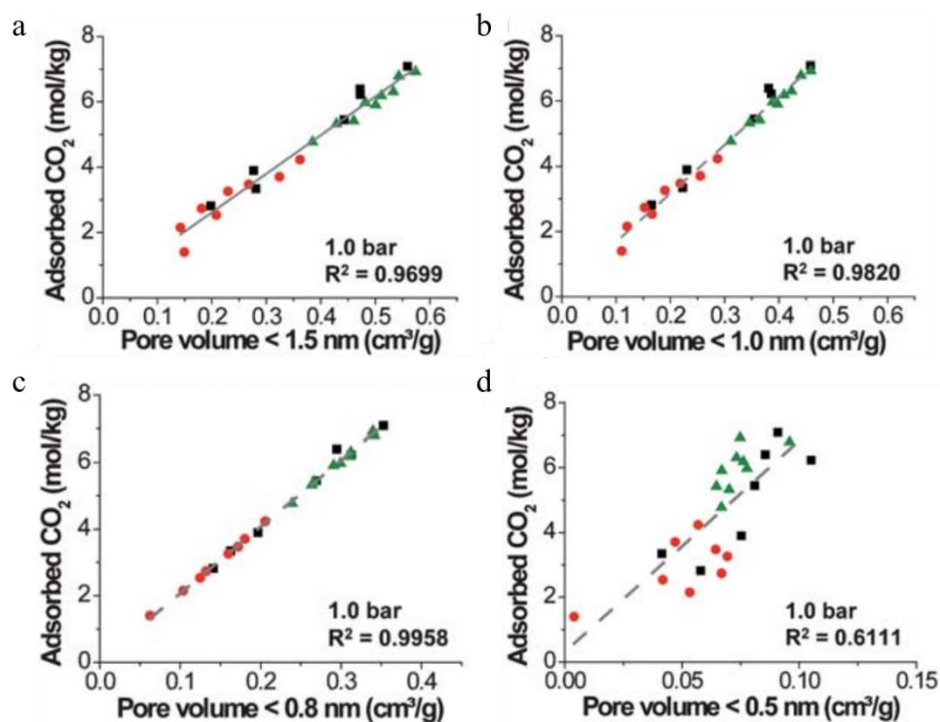 a
8
6
4
2
0
Adsorbed CO₂ (mol/kg)
1.0 bar
R² = 0.9699
0.0 0.1 0.2 0.3 0.4 0.5 0.6
Pore volume < 1.5 nm (cm³/g)
b
8
6
4
2
0
Adsorbed CO₂ (mol/kg)
1.0 bar
R² = 0.9820
0.0 0.1 0.2 0.3 0.4 0.5 0.6
Pore volume < 1.0 nm (cm³/g)
c
8
6
4
2
0
Adsorbed CO₂ (mol/kg)
1.0 bar
R² = 0.9958
0.0 0.1 0.2 0.3 0.4
Pore volume < 0.8 nm (cm³/g)
d
8
6
4
2
0
Adsorbed CO₂ (mol/kg)
1.0 bar
R² = 0.6111
0.00 0.05 0.10 0.15
Pore volume < 0.5 nm (cm³/g)